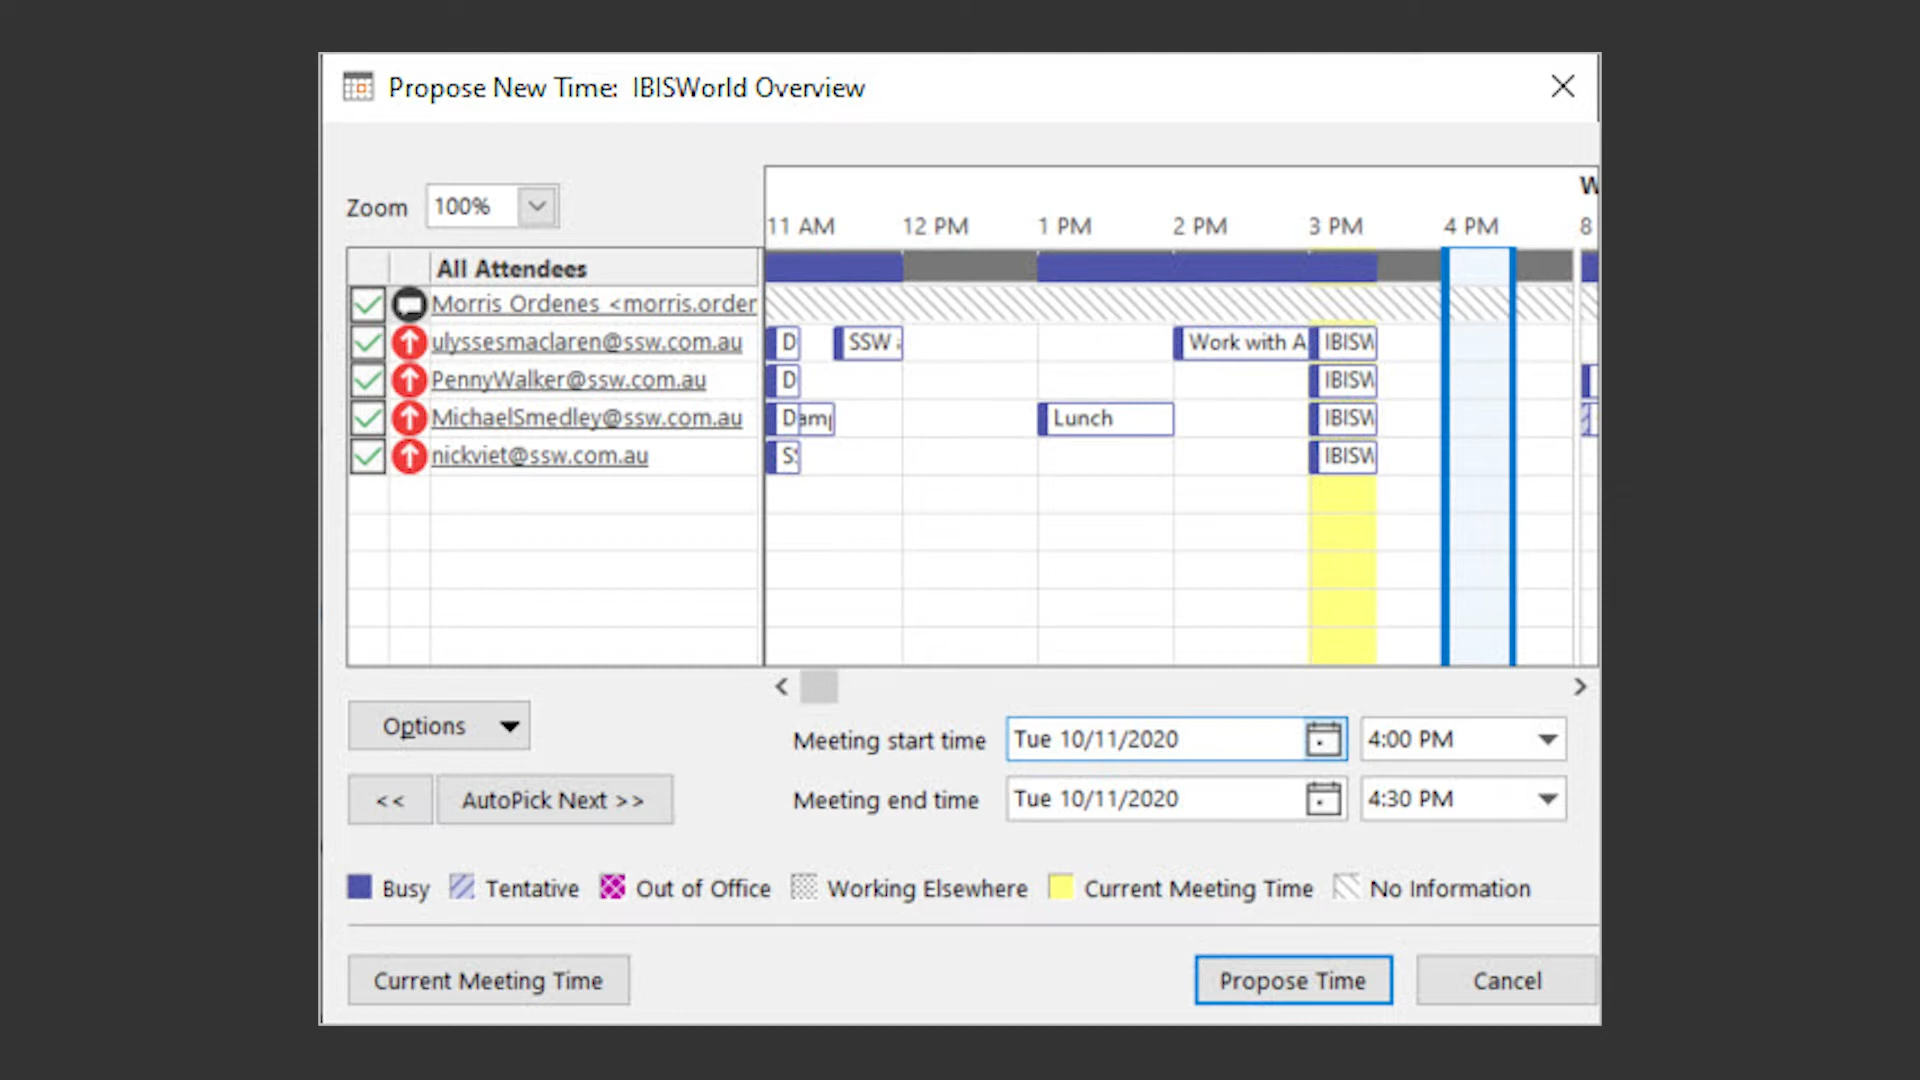 Propose New Time: IBISWorld Overview
Zoom 100%
11 AM 12 PM 1 PM 2 PM 3 PM 4 PM 8
All Attendees
Morris Ordenes <morris.order
ulyssesmaclaren@ssw.com.au D SSW Work with A IBISW
PennyWalker@ssw.com.au D IBISW
MichaelSmedley@ssw.com.au D Lunch IBISW
nickviet@ssw.com.au IBISW
Options
Meeting start time Tue 10/11/2020 4:00 PM
<< AutoPick Next >>
Meeting end time Tue 10/11/2020 4:30 PM
Busy Tentative Out of Office Working Elsewhere Current Meeting Time No Information
Current Meeting Time Propose Time Cancel